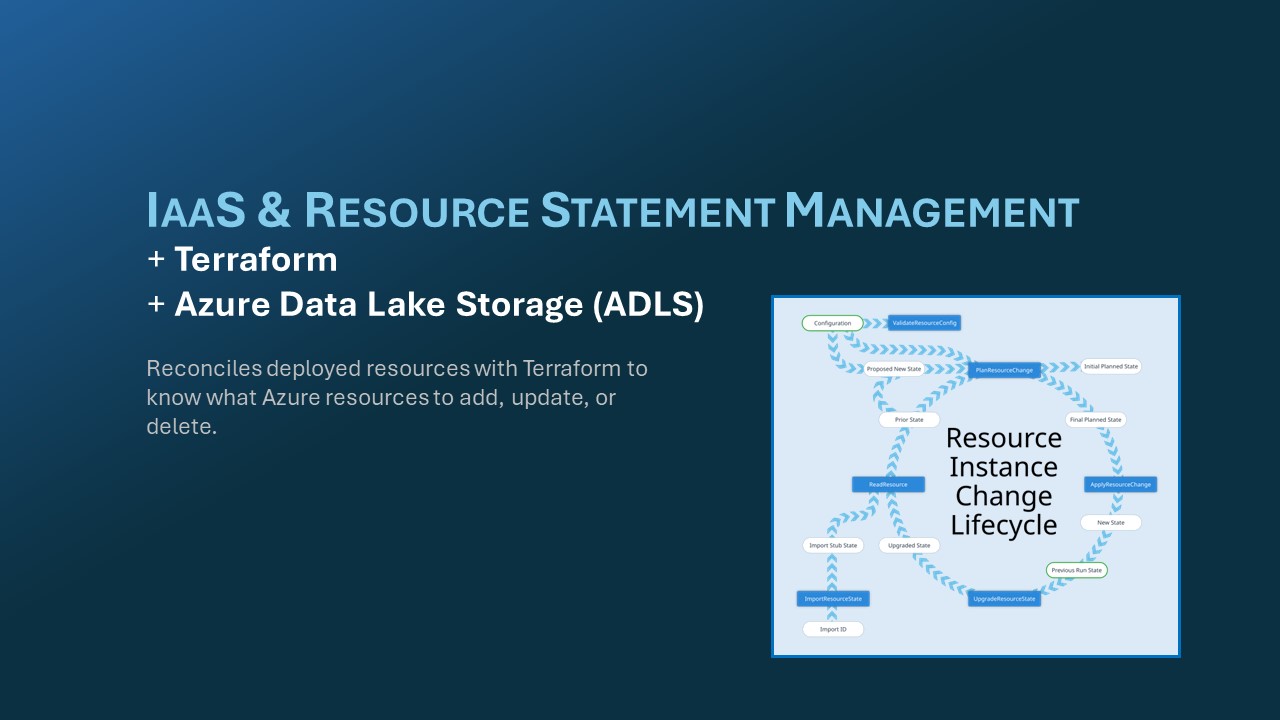 IAAS & RESOURCE STATEMENT MANAGEMENT
+ Terraform
+ Azure Data Lake Storage (ADLS)
Reconciles deployed resources with Terraform to
know what Azure resources to add, update, or
delete.
Configuration
ValidateResourceConfig
Proposed New State
PlanResourceChange
Initial Planned State
Prior State
Final Planned State
Resource
Instance
Change
Lifecycle
ReadResource
ApplyResourceChange
New State
Import Stub State
Upgraded State
Previous Run State
ImportResourceState
UpgradeResourceState
Import ID